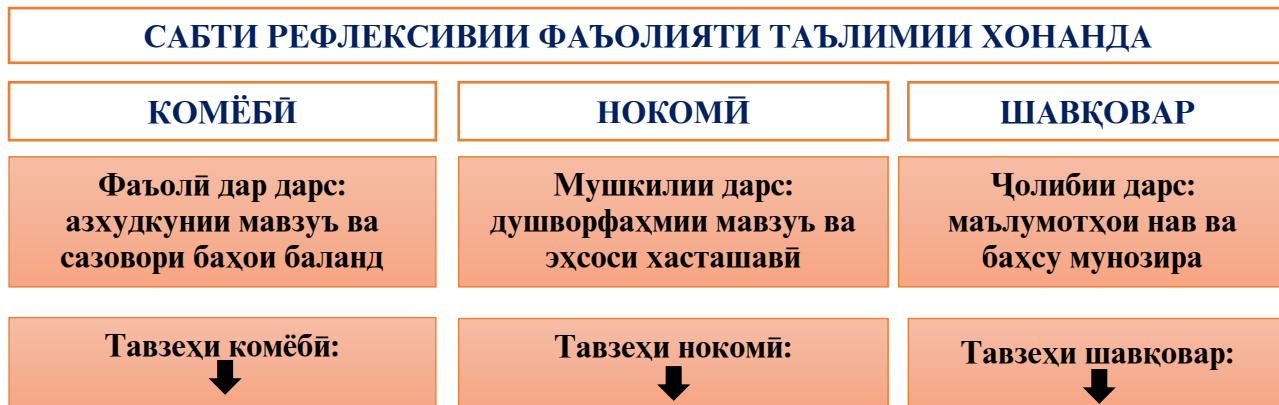 САБТИ РЕФЛЕКСИВИИ ФАЪОЛИЯТИ ТАЪЛИМИИ ХОНАНДА
КОМЁБӢ
НОКОМӢ
ШАВҚОВАР
Фаъолӣ дар дарс:
азхудкунии мавзуъ ва
сазовори баҳои баланд
Мушкилии дарс:
душворфаҳмии мавзуъ ва
эҳсоси хасташавӣ
Ҷолибии дарс:
маълумотҳои нав ва
баҳсу мунозира
Тавзеҳи комёбӣ:
Тавзеҳи нокомӣ:
Тавзеҳи шавқовар: